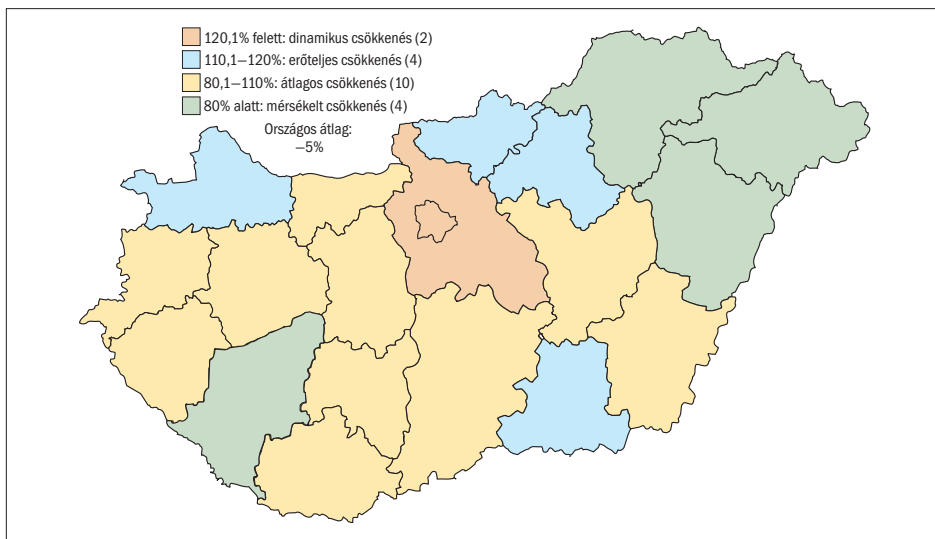 120,1% felett: dinamikus csökkenés (2)
110,1—120%: erőteljes csökkenés (4)
80,1—110%: átlagos csökkenés (10)
80% alatt: mérsékelt csökkenés (4)
Országos átlag:
—5%